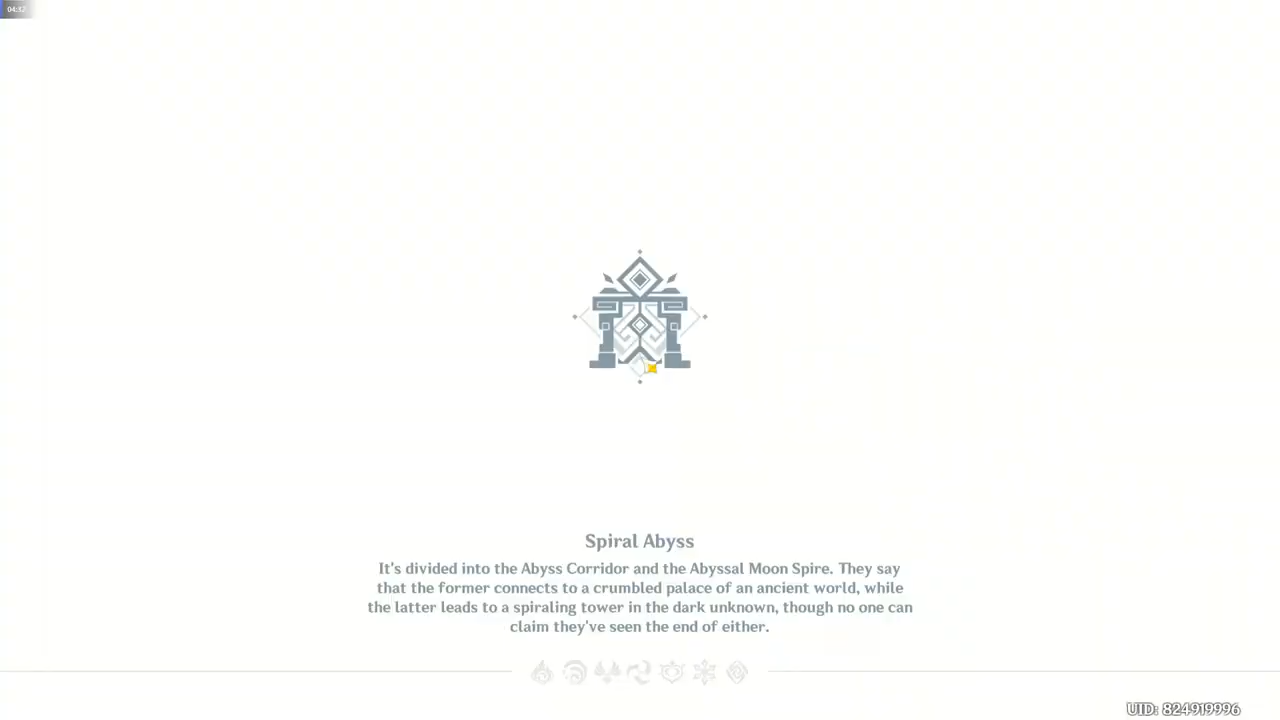 04:37
Spiral Abyss
It's divided into the Abyss Corridor and the Abyssal Moon Spire. They say
that the former connects to a crumbled palace of an ancient world, while
the latter leads to a spiraling tower in the dark unknown, though no one can
claim they've seen the end of either.
UID: 824919996